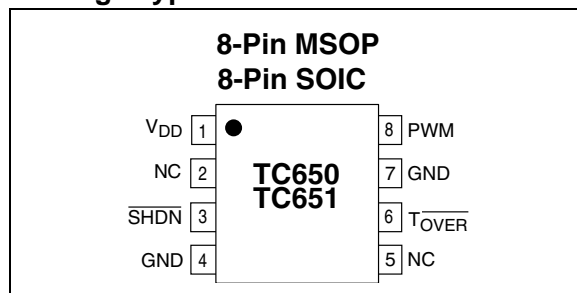 8-Pin MSOP
8-Pin SOIC
VDD 1
NC 2
SHDN 3
GND 4
TC650
TC651
8 PWM
7 GND
6 TOVER
5 NC